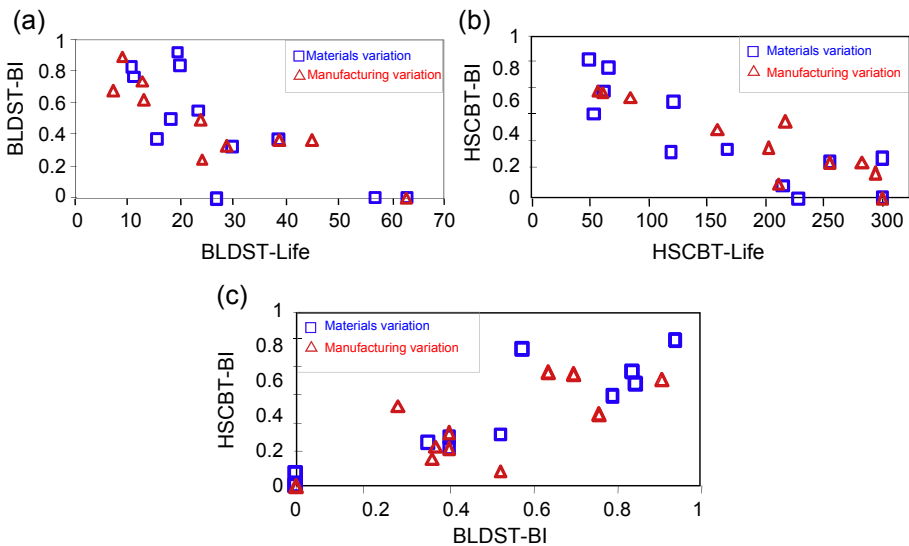 (a)
1
0.8
0.6
0.4
0.2
0
BLDST-BI
Materials variation
Manufacturing variation
0 10 20 30 40 50 60 70
BLDST-Life
(b)
1
0.8
0.6
0.4
0.2
0
HSCBT-BI
Materials variation
Manufacturing variation
0 50 100 150 200 250 300
HSCBT-Life
(c)
1
0.8
0.6
0.4
0.2
0
HSCBT-BI
Materials variation
Manufacturing variation
0 0.2 0.4 0.6 0.8 1
BLDST-BI